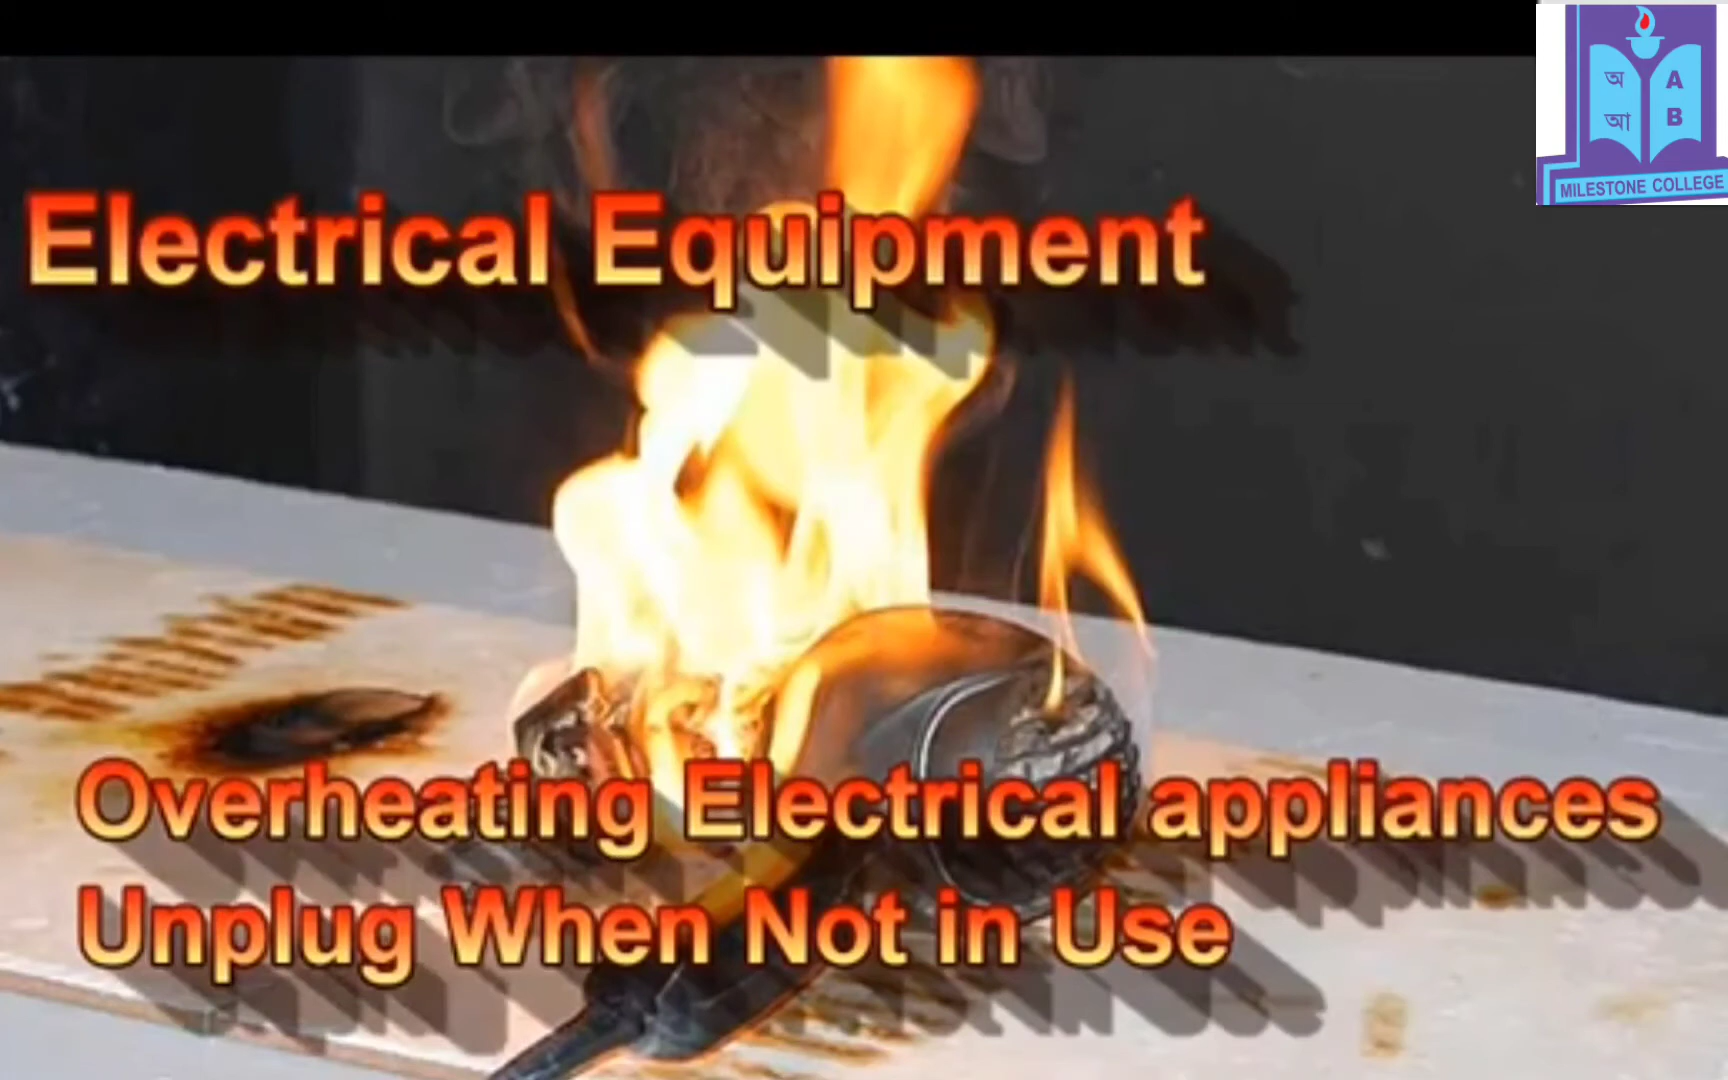 অ A
আ B
MILESTONE COLLEGE
Electrical Equipment
Overheating Electrical appliances
Unplug When Not in Use